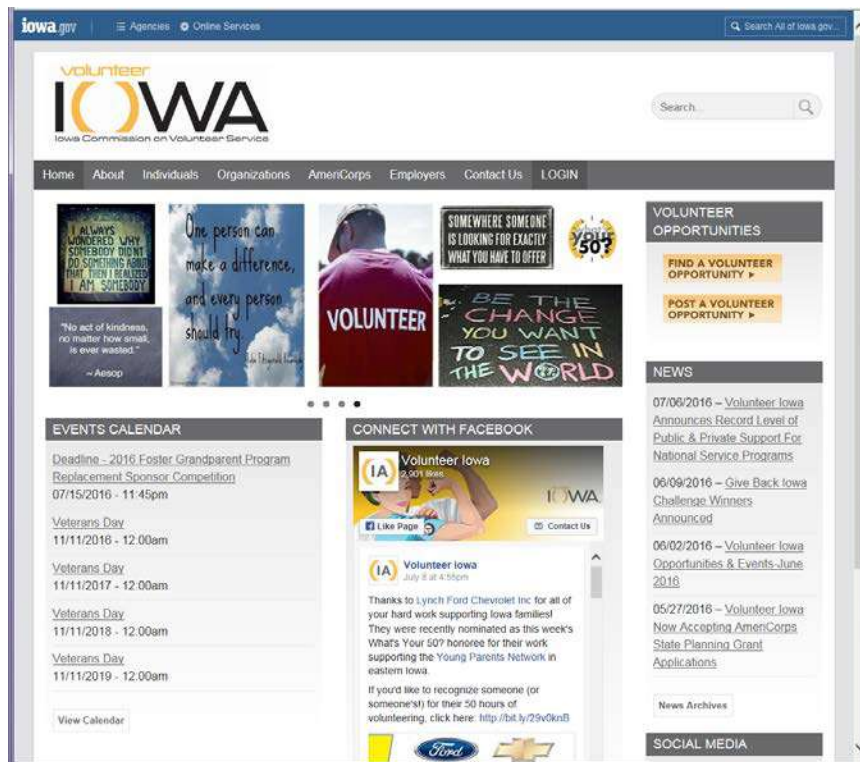 iowa.gov
Agencies
Online Services
Search All of Iowa.gov...
volunteer
IOWA
Iowa Commission on Volunteer Service
Search...
Home About Individuals Organizations AmeriCorps Employers Contact Us LOGIN
I ALWAYS
WONDERED WHY
SOMEBODY DIDNT
DO SOMETHING ABOUT
THAT, THEN I REALIZED
I AM SOMEBODY
"No act of kindness,
no matter how small,
is ever wasted."
~ Aesop
One person can
make a difference,
and every person
should try.
VOLUNTEER
SOMEWHERE SOMEONE
IS LOOKING FOR EXACTLY
WHAT YOU HAVE TO OFFER
your
50?
BE THE
CHANGE
YOU WANT
TO SEE IN
THE WORLD
VOLUNTEER
OPPORTUNITIES
FIND A VOLUNTEER
OPPORTUNITY
POST A VOLUNTEER
OPPORTUNITY
EVENTS CALENDAR
Deadline - 2016 Foster Grandparent Program
Replacement Sponsor Competition
07/15/2016 - 11:45pm
Veterans Day
11/11/2016 - 12:00am
Veterans Day
11/11/2017 - 12:00am
Veterans Day
11/11/2018 - 12:00am
Veterans Day
11/11/2019 - 12:00am
View Calendar
CONNECT WITH FACEBOOK
(IA)
Volunteer Iowa
2,901 likes
IOWA
Like Page
Contact Us
(IA)
Volunteer Iowa
July 8 at 4:55pm
Thanks to Lynch Ford Chevrolet Inc for all of
your hard work supporting Iowa families!
They were recently nominated as this week's
What's Your 50? honoree for their work
supporting the Young Parents Network in
eastern Iowa.
If you'd like to recognize someone (or
someone's!) for their 50 hours of
volunteering, click here: http://bit.ly/29v0knB
Ford
NEWS
07/06/2016 – Volunteer Iowa
Announces Record Level of
Public & Private Support For
National Service Programs
06/09/2016 – Give Back Iowa
Challenge Winners
Announced
06/02/2016 – Volunteer Iowa
Opportunities & Events-June
2016
05/27/2016 – Volunteer Iowa
Now Accepting AmeriCorps
State Planning Grant
Applications
News Archives
SOCIAL MEDIA